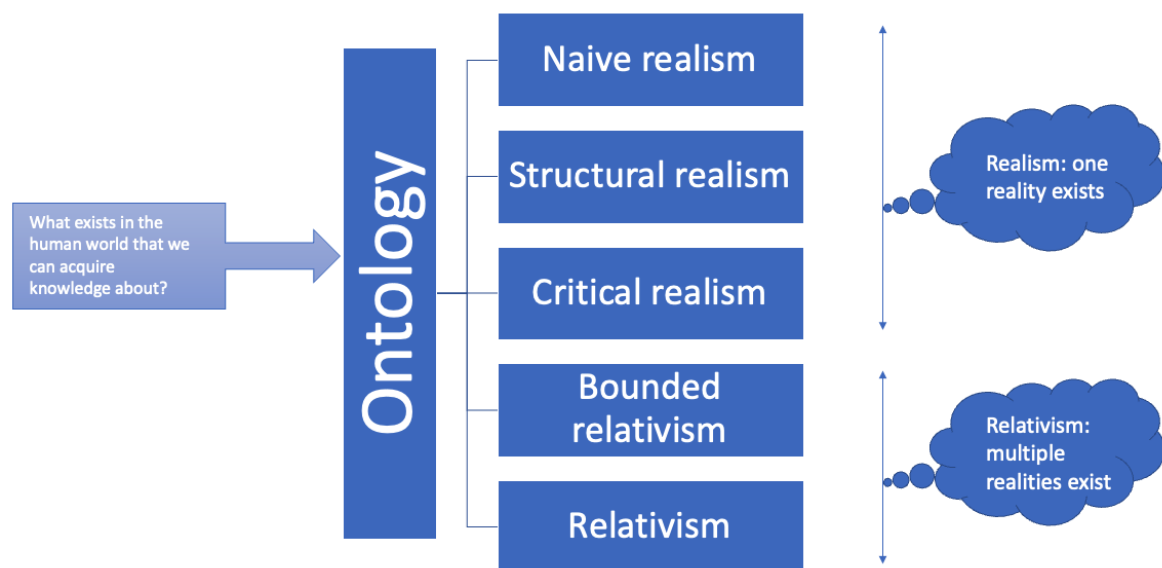 What exists in the
human world that we
can acquire
knowledge about?
Ontology
Naive realism
Structural realism
Critical realism
Bounded
relativism
Relativism
Realism: one
reality exists
Relativism:
multiple
realities exist